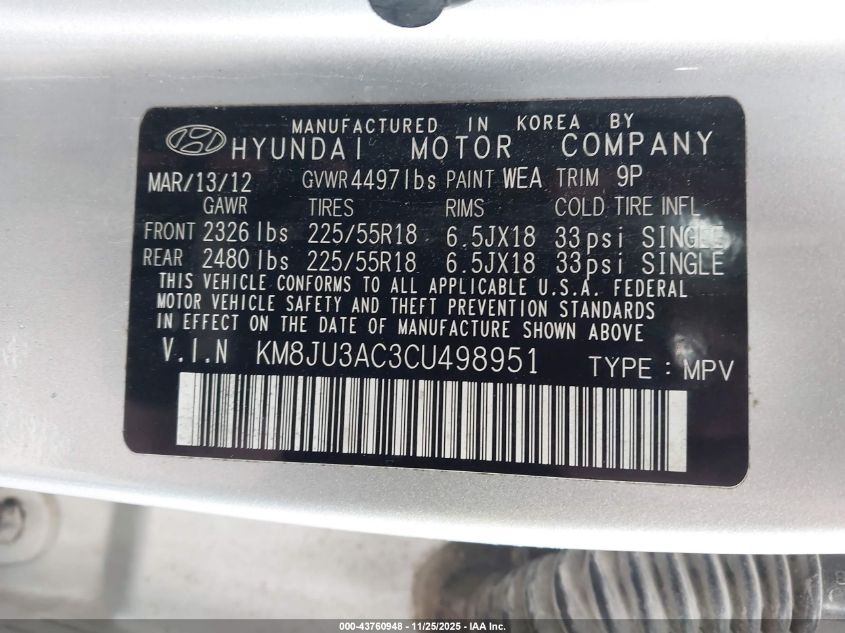 MANUFACTURED IN KOREA BY
HYUNDAI MOTOR COMPANY
MAR/13/12 GVWR 4497lbs PAINT WEA TRIM 9P
GAWR TIRES RIMS COLD TIRE INFL
FRONT 2326 lbs 225/55R18 6.5JX18 33psi SINGLE
REAR 2480 lbs 225/55R18 6.5JX18 33psi SINGLE
THIS VEHICLE CONFORMS TO ALL APPLICABLE U.S.A. FEDERAL
MOTOR VEHICLE SAFETY AND THEFT PREVENTION STANDARDS
IN EFFECT ON THE DATE OF MANUFACTURE SHOWN ABOVE
V.I.N KM8JU3AC3CU498951 TYPE : MPV
000-43760948 - 11/25/2025 - IAA Inc.